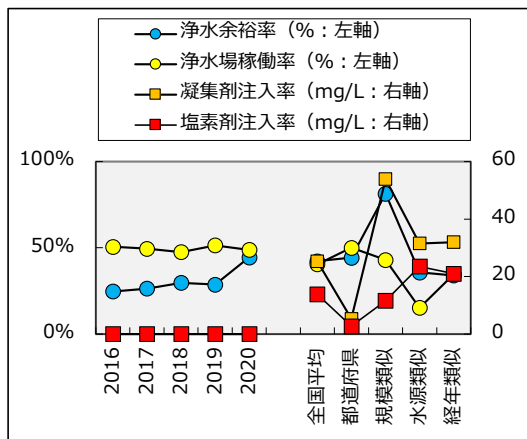 浄水余裕率（%：左軸）
浄水場稼働率（%：左軸）
凝集剤注入率（mg/L：右軸）
塩素剤注入率（mg/L：右軸）
100%
50%
0%
60
40
20
0
2016
2017
2018
2019
2020
全国平均
都道府県
規模類似
水源類似
経年類似